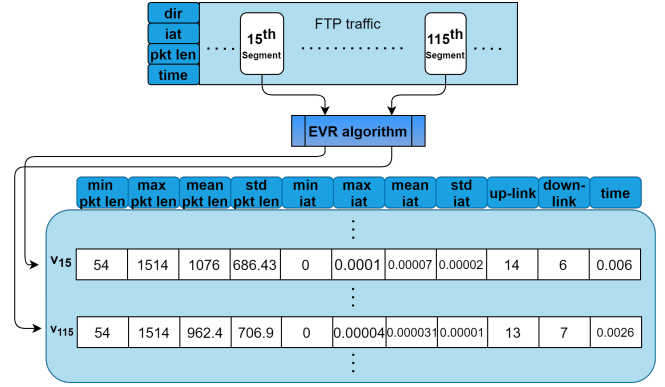 dir
iat
pkt len
time
FTP traffic
15th
Segment
115th
Segment
EVR algorithm
min pkt len
max pkt len
mean pkt len
std pkt len
min iat
max iat
mean iat
std iat
up-link
down-link
time
v15
54 1514 1076 686.43 0 0.0001 0.00007 0.00002 14 6 0.006
v115
54 1514 962.4 706.9 0 0.00004 0.000031 0.00001 13 7 0.0026